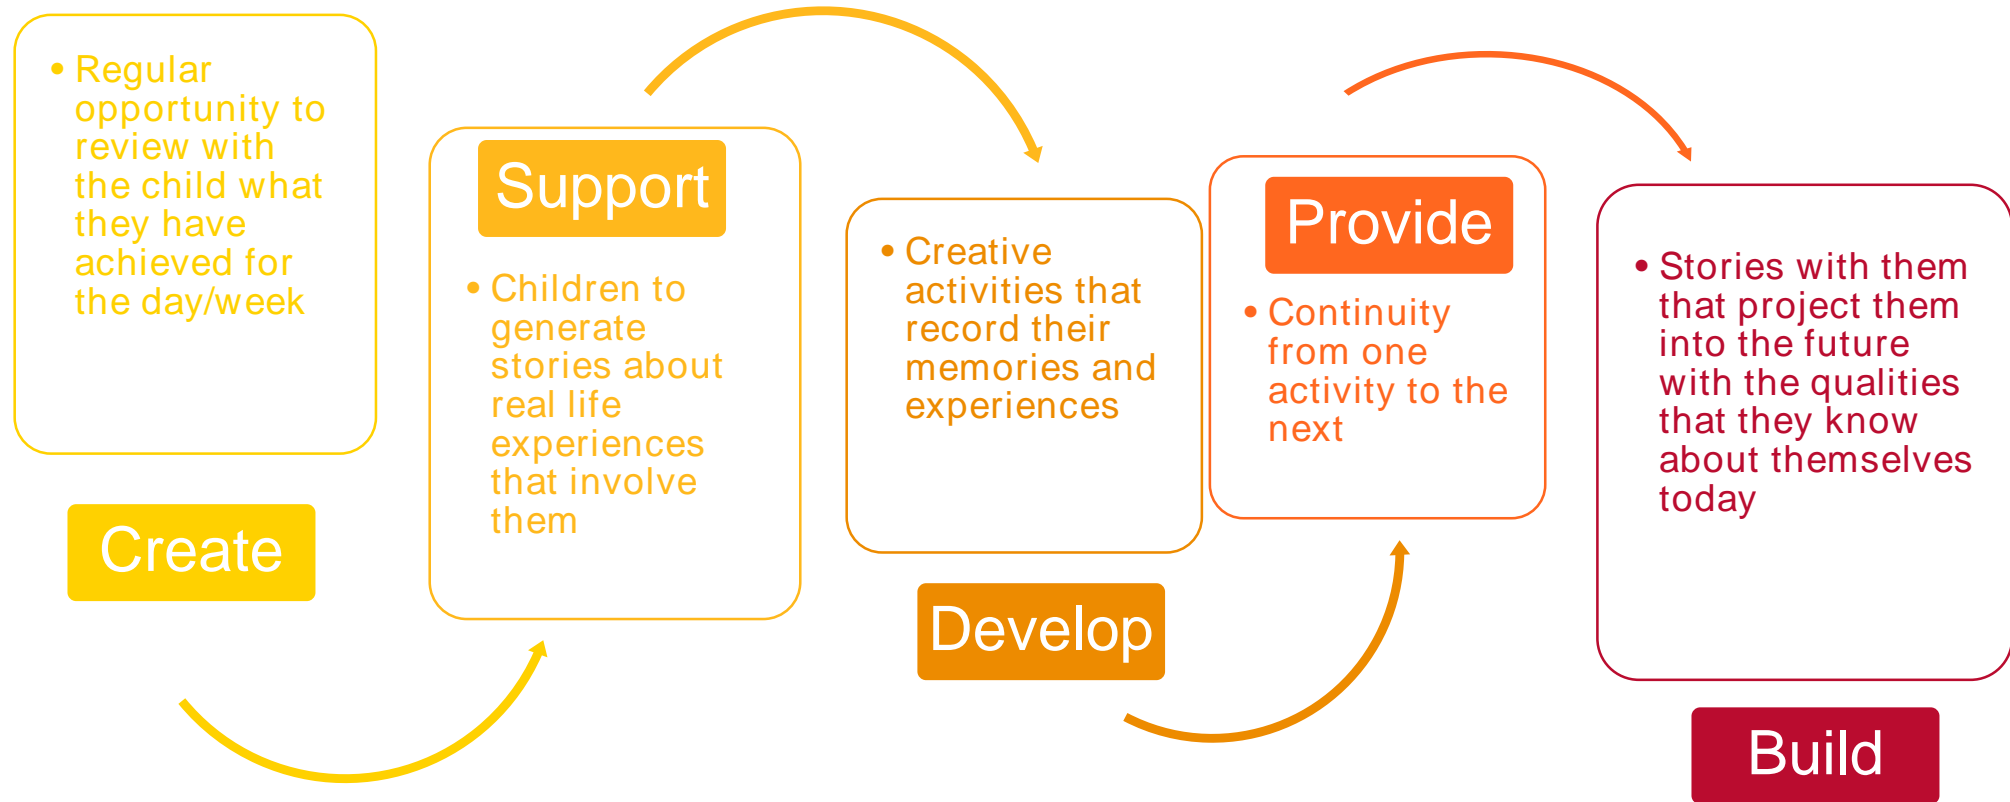 • Regular
opportunity to
review with
the child what
they have
achieved for
the day/week
Create
Support
• Children to
generate
stories about
real life
experiences
that involve
them
• Creative
activities that
record their
memories and
experiences
Develop
Provide
• Continuity
from one
activity to the
next
• Stories with them
that project them
into the future
with the qualities
that they know
about themselves
today
Build